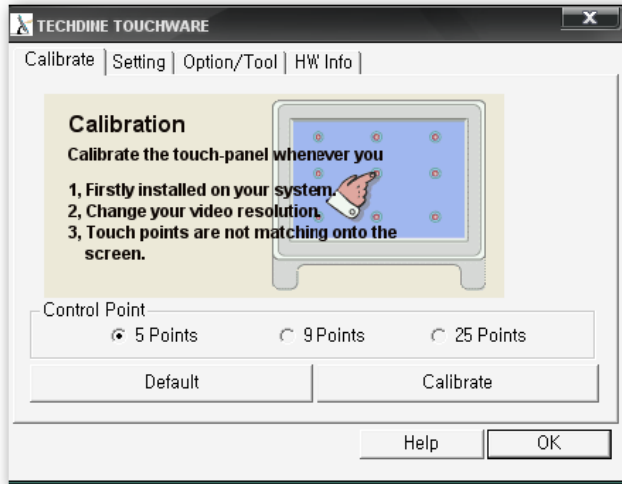 TECHDINE TOUCHWARE
x
Calibrate Setting Option/Tool HW Info
Calibration
Calibrate the touch-panel whenever you
1, Firstly installed on your system.
2, Change your video resolution.
3, Touch points are not matching onto the
screen.
Control Point
5 Points 9 Points 25 Points
Default Calibrate
Help OK